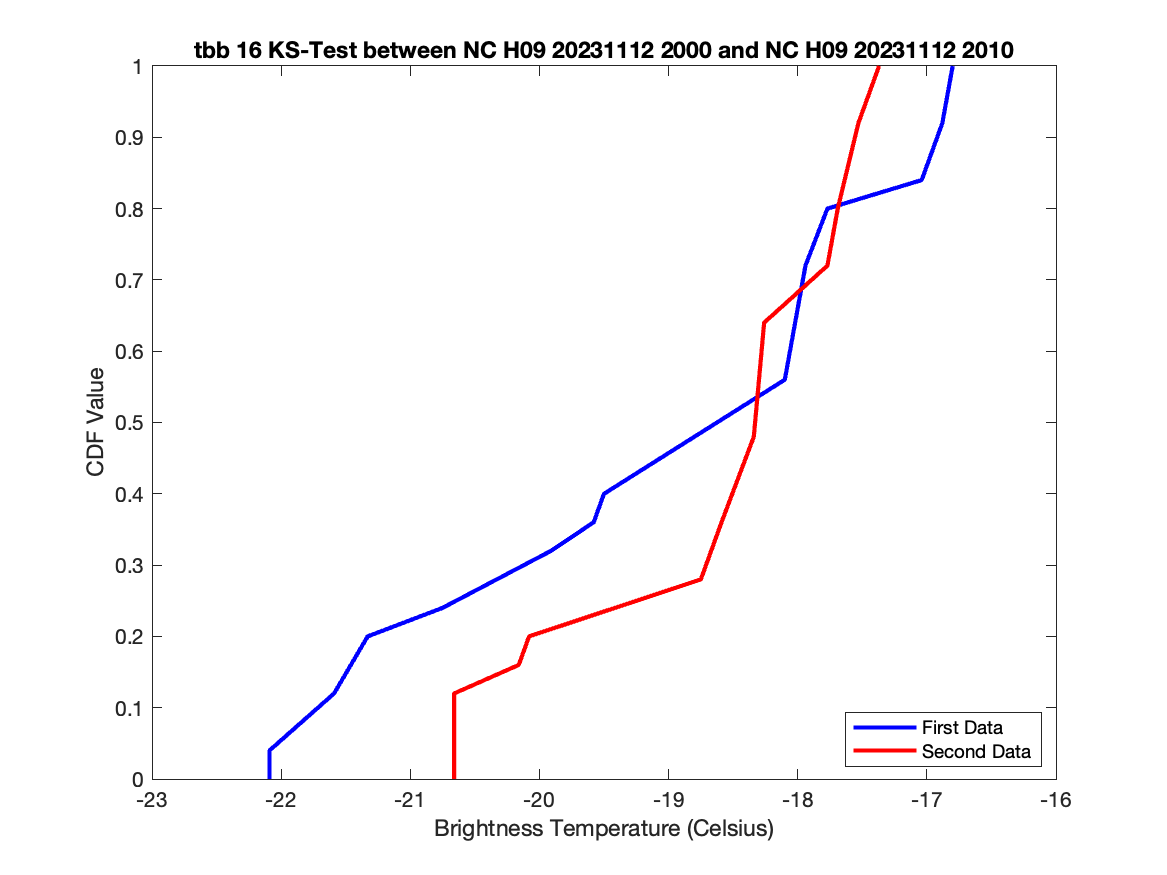 tbb 16 KS-Test between NC H09 20231112 2000 and NC H09 20231112 2010
1
0.9
0.8
0.7
0.6
0.5
0.4
0.3
0.2
0.1
0
CDF Value
-23 -22 -21 -20 -19 -18 -17 -16
Brightness Temperature (Celsius)
First Data
Second Data